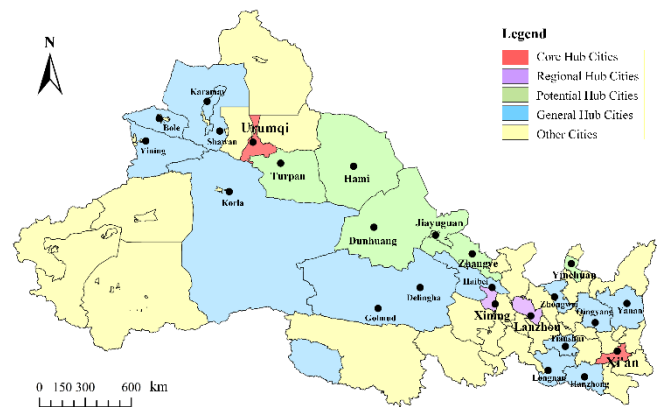 N
Legend
Core Hub Cities
Regional Hub Cities
Potential Hub Cities
General Hub Cities
Other Cities
Karamay
Bole
Shawan
Urumqi
Yining
Turpan
Hami
Korla
Jiayuguan
Dunhuang
Zhangye
Yinchuan
Haibei
Delingha
Zhongwei
Yanan
Golmud
Xining
Lanzhou
Qingyang
Tianshui
Xi'an
Longnan
Hanzhong
0 150 300 600 km